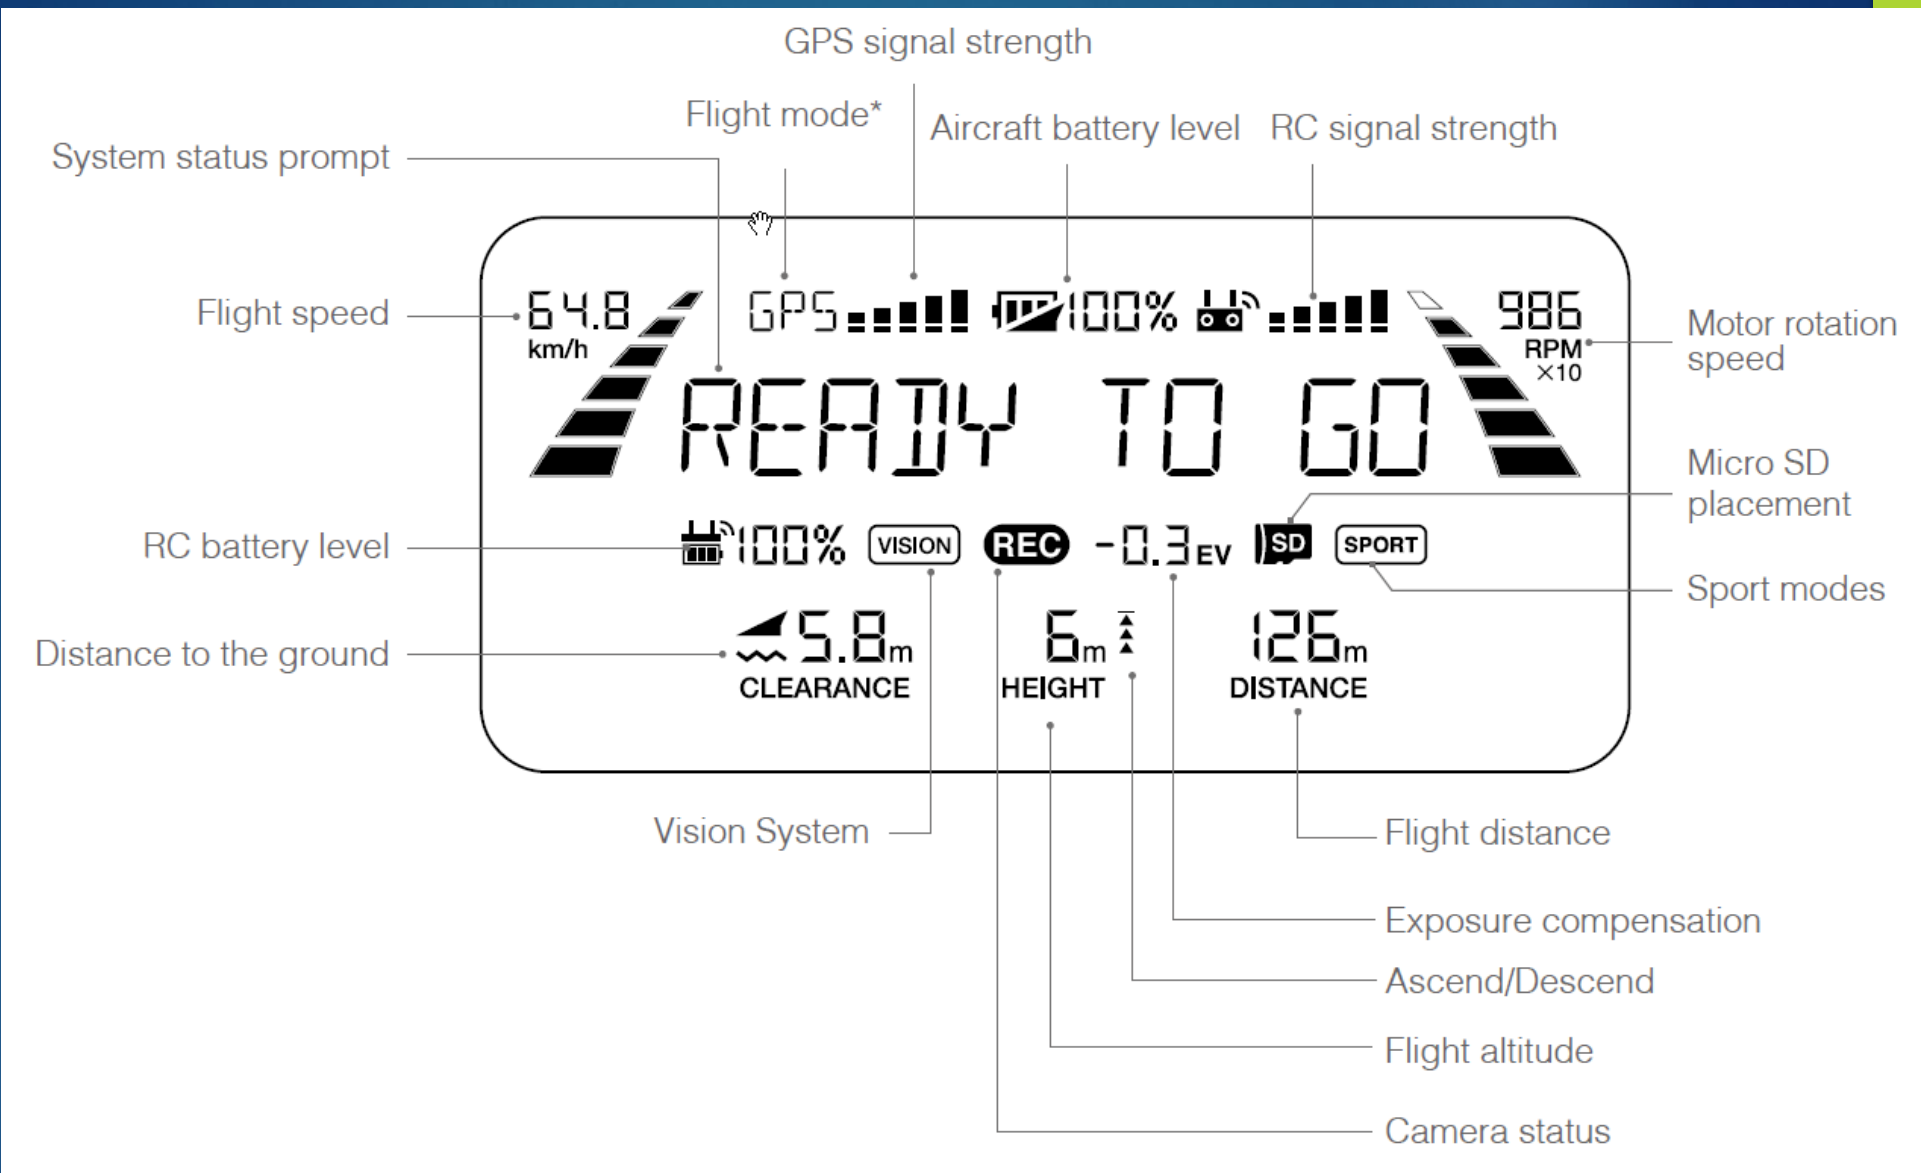 GPS signal strength
Flight mode*
Aircraft battery level
RC signal strength
System status prompt
Flight speed
64.8
km/h
GPS
100%
986
RPM
×10
Motor rotation
speed
READY TO GO
Micro SD
placement
RC battery level
100%
VISION
REC
-0.3 EV
SD
SPORT
Sport modes
Distance to the ground
5.8m
CLEARANCE
6m
HEIGHT
126m
DISTANCE
Vision System
Flight distance
Exposure compensation
Ascend/Descend
Flight altitude
Camera status